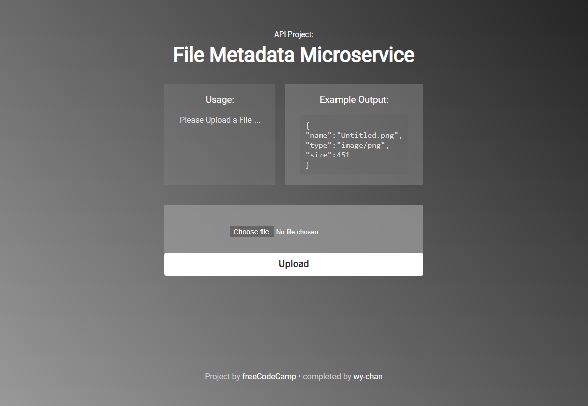 API Project:
File Metadata Microservice
Usage:
Please Upload a File ...
Example Output:
{
"name":"Untitled.png",
"type":"image/png",
"size":451
}
Choose file No file chosen
Upload
Project by freeCodeCamp • completed by wy-chan